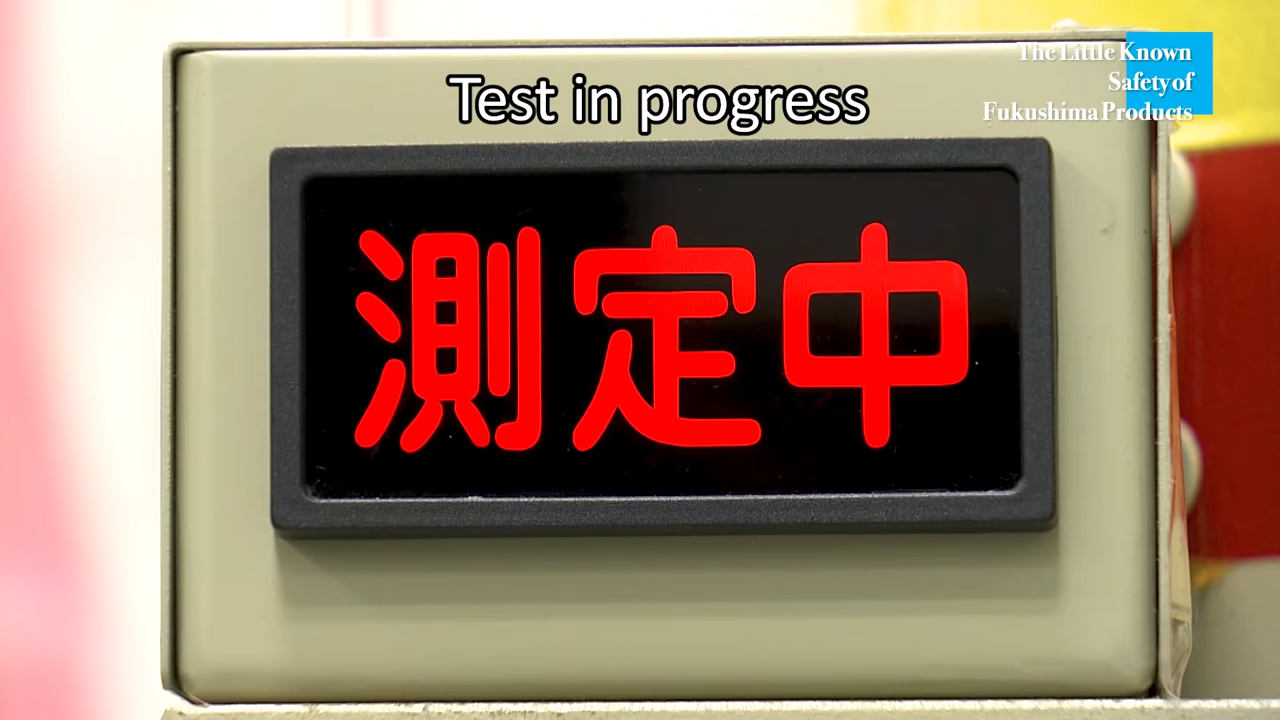 The Little Known
Safety of
Fukushima Products
Test in progress
測定中